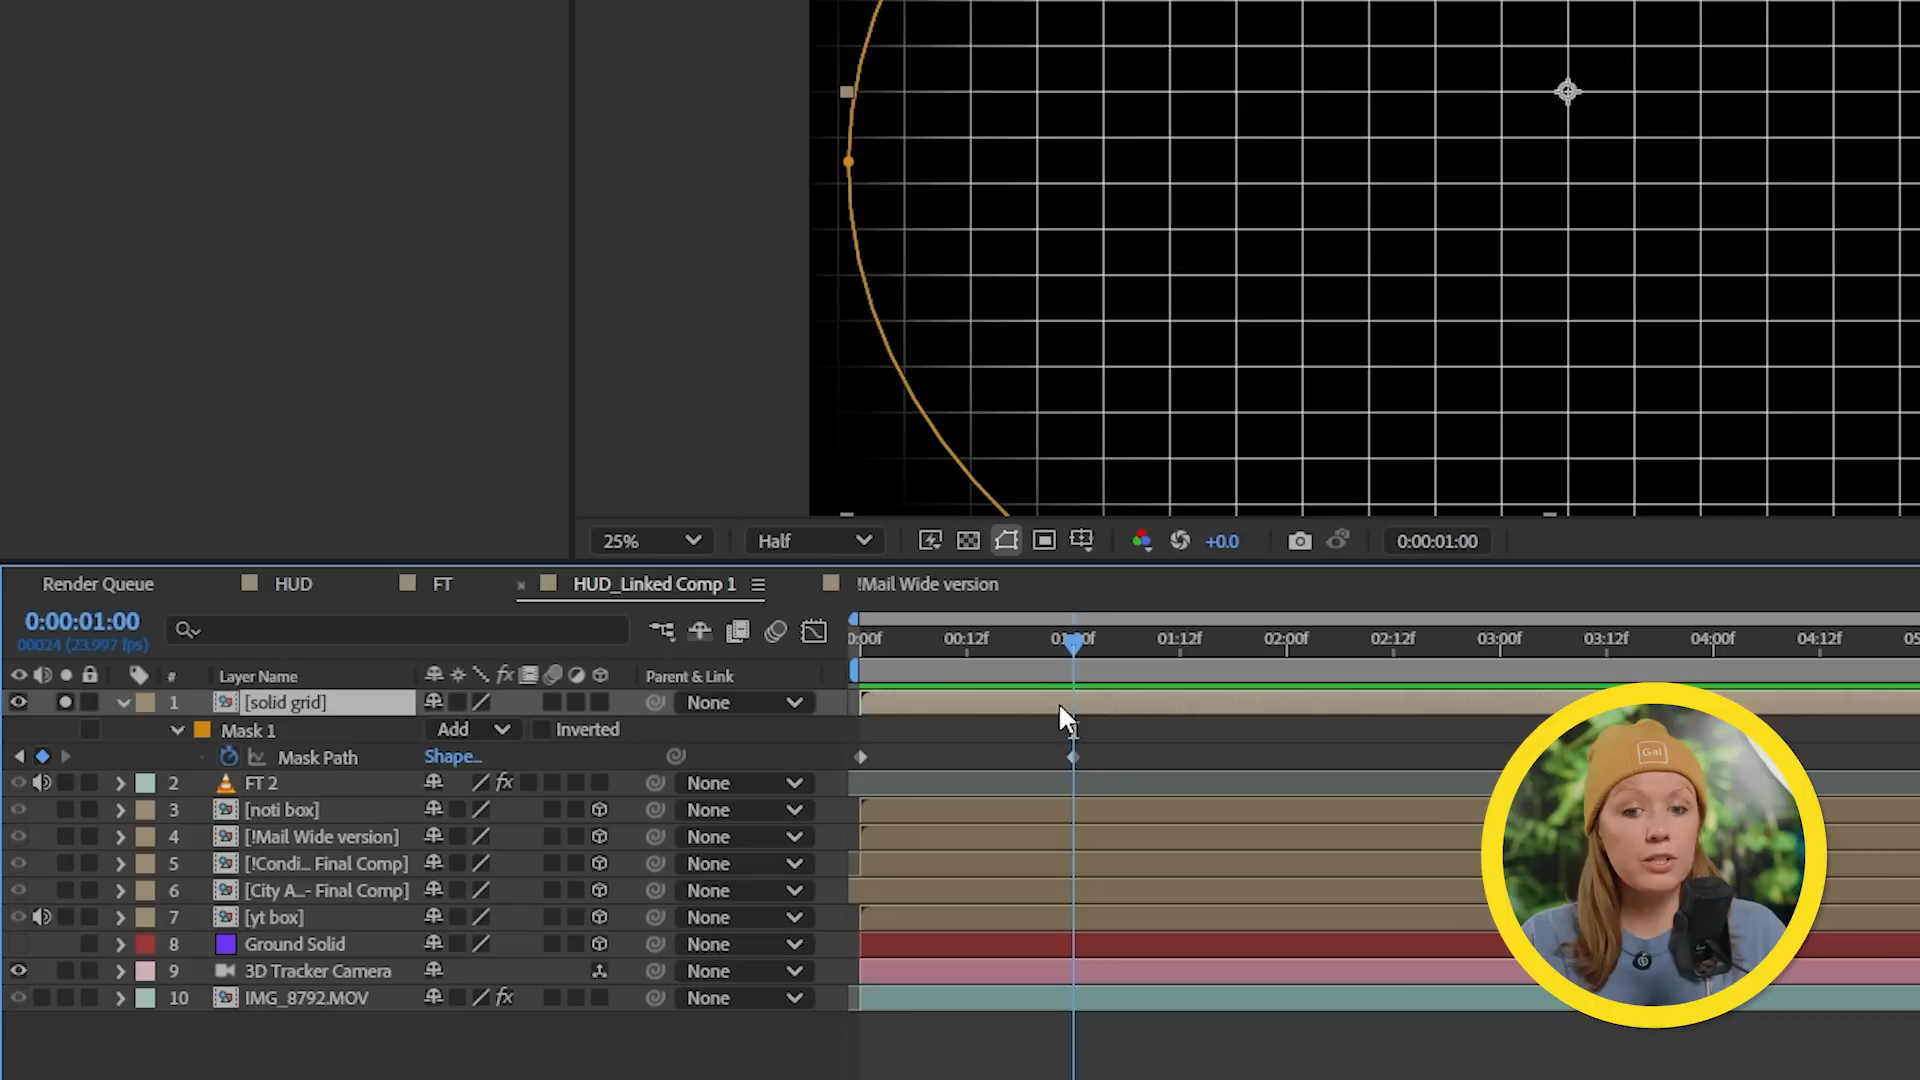 25%
Half
+0.0
0:00:01:00
Render Queue
HUD
FT
HUD_Linked Comp 1
!Mail Wide version
0:00:01:00
00024 (23.997 fps)
00:12f
01:12f
02:00f
02:12f
03:00f
03:12f
04:00f
04:12f
#
Layer Name
fx
Parent & Link
1
[solid grid]
None
Mask 1
Add
Inverted
Mask Path
Shape...
2
FT 2
fx
None
3
[noti box]
None
4
[!Mail Wide version]
None
5
[!Condi... Final Comp]
None
6
[City A...- Final Comp]
None
7
[yt box]
None
8
Ground Solid
None
9
3D Tracker Camera
None
10
IMG_8792.MOV
fx
None
Gal